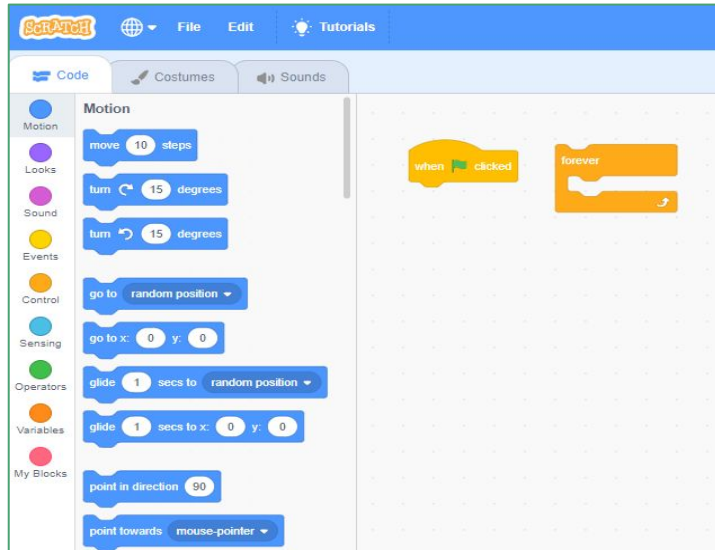 SCRATCH File Edit Tutorials
Code Costumes Sounds
Motion
Looks
Sound
Events
Control
Sensing
Operators
Variables
My Blocks
Motion
move 10 steps
turn 15 degrees
turn 15 degrees
go to random position
go to x: 0 y: 0
glide 1 secs to random position
glide 1 secs to x: 0 y: 0
point in direction 90
point towards mouse-pointer
when clicked
forever